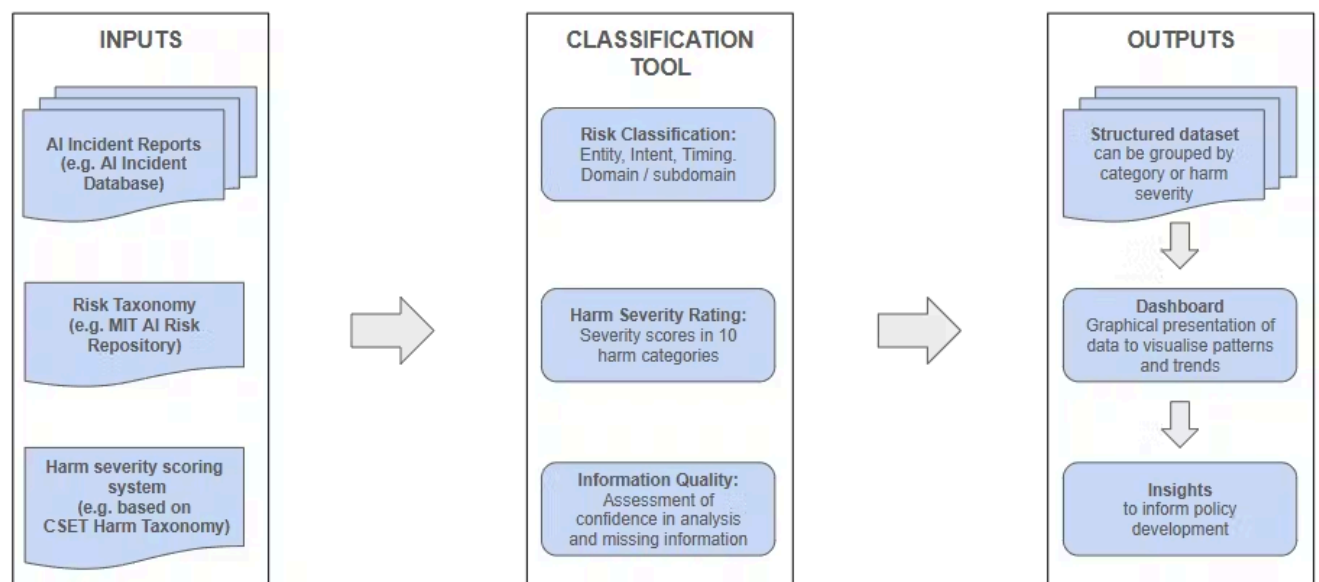 INPUTS
AI Incident Reports
(e.g. AI Incident
Database)
Risk Taxonomy
(e.g. MIT AI Risk
Repository)
Harm severity scoring
system
(e.g. based on
CSET Harm Taxonomy)
CLASSIFICATION
TOOL
Risk Classification:
Entity, Intent, Timing.
Domain / subdomain
Harm Severity Rating:
Severity scores in 10
harm categories
Information Quality:
Assessment of
confidence in analysis
and missing information
OUTPUTS
Structured dataset
can be grouped by
category or harm
severity
Dashboard
Graphical presentation of
data to visualise patterns
and trends
Insights
to inform policy
development